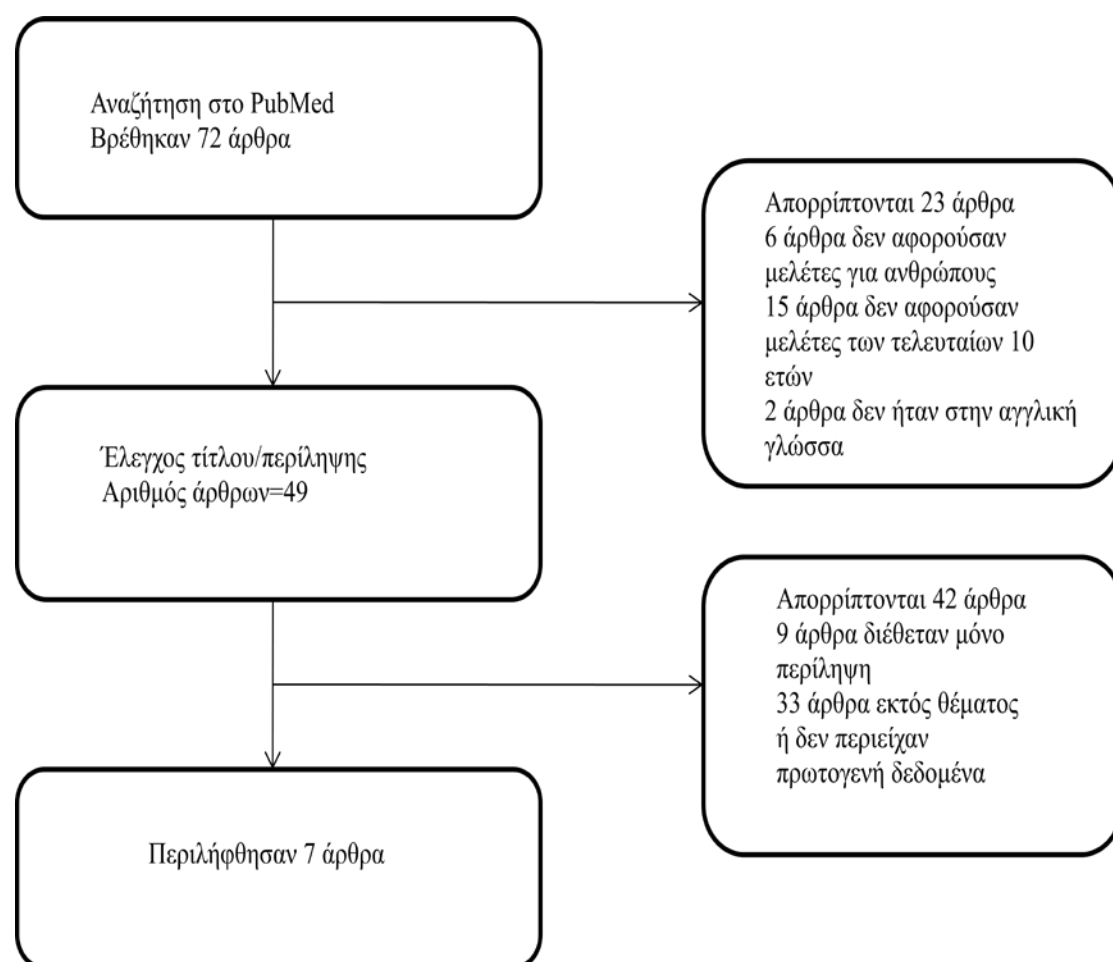 Αναζήτηση στο PubMed
Βρέθηκαν 72 άρθρα
Απορρίπτονται 23 άρθρα
6 άρθρα δεν αφορούσαν
μελέτες για ανθρώπους
15 άρθρα δεν αφορούσαν
μελέτες των τελευταίων 10
ετών
2 άρθρα δεν ήταν στην αγγλική
γλώσσα
Έλεγχος τίτλου/περίληψης
Αριθμός άρθρων=49
Απορρίπτονται 42 άρθρα
9 άρθρα διέθεταν μόνο
περίληψη
33 άρθρα εκτός θέματος
ή δεν περιείχαν
πρωτογενή δεδομένα
Περιλήφθησαν 7 άρθρα